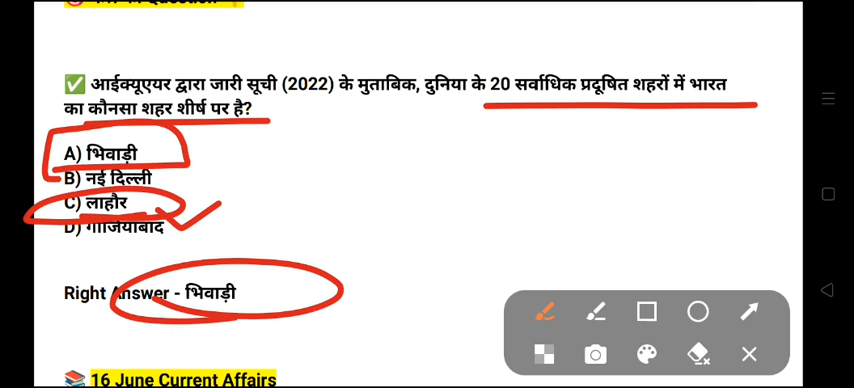 ✅ आईक्यूएयर द्वारा जारी सूची (2022) के मुताबिक, दुनिया के 20 सर्वाधिक प्रदूषित शहरों में भारत
का कौनसा शहर शीर्ष पर है?
A) भिवाड़ी
B) नई दिल्ली
C) लाहौर
D) गाजियाबाद
Right Answer - भिवाड़ी
📚 16 June Current Affairs